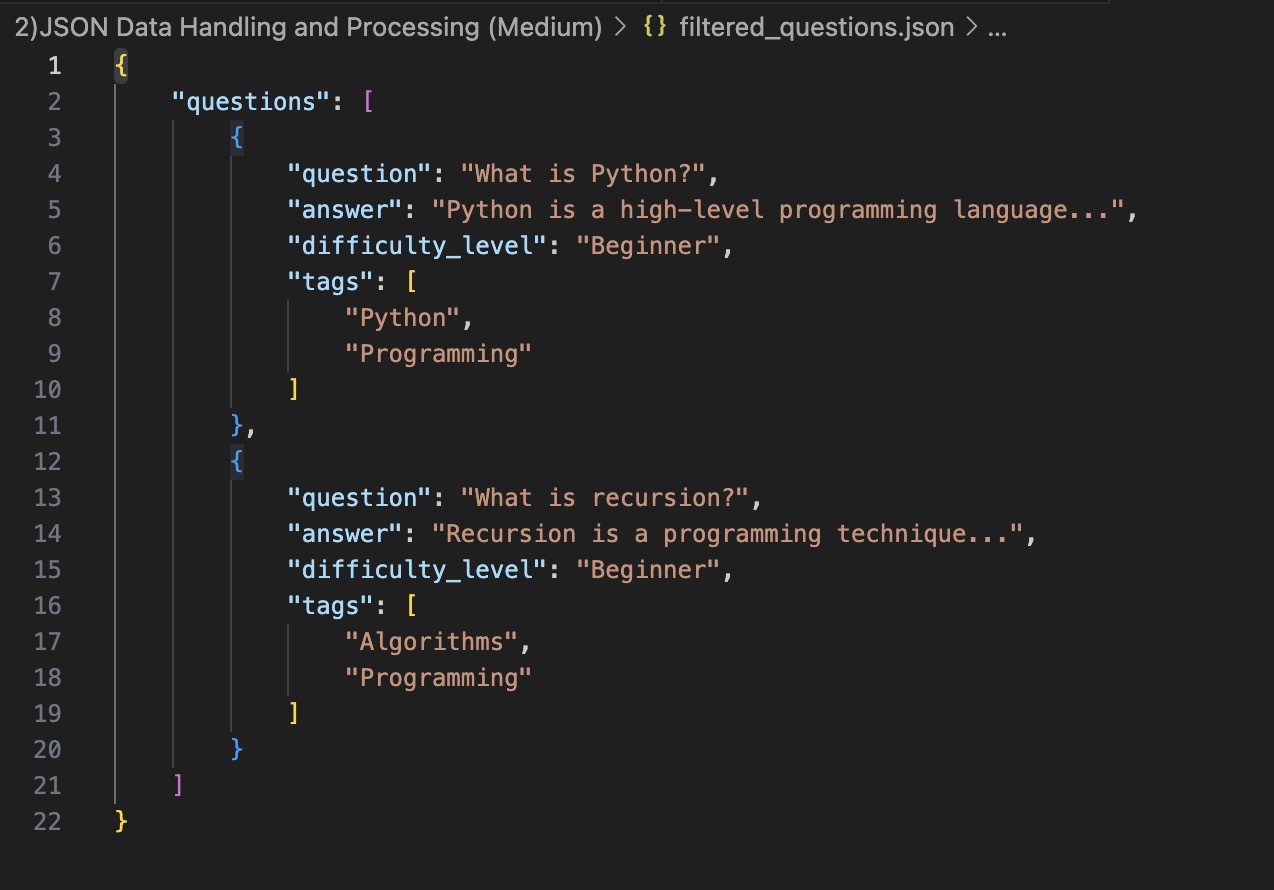 2)JSON Data Handling and Processing (Medium) > {} filtered_questions.json > ...
1 {
2     "questions": [
3         {
4             "question": "What is Python?",
5             "answer": "Python is a high-level programming language...",
6             "difficulty_level": "Beginner",
7             "tags": [
8                 "Python",
9                 "Programming"
10             ]
11         },
12         {
13             "question": "What is recursion?",
14             "answer": "Recursion is a programming technique...",
15             "difficulty_level": "Beginner",
16             "tags": [
17                 "Algorithms",
18                 "Programming"
19             ]
20         }
21     ]
22 }